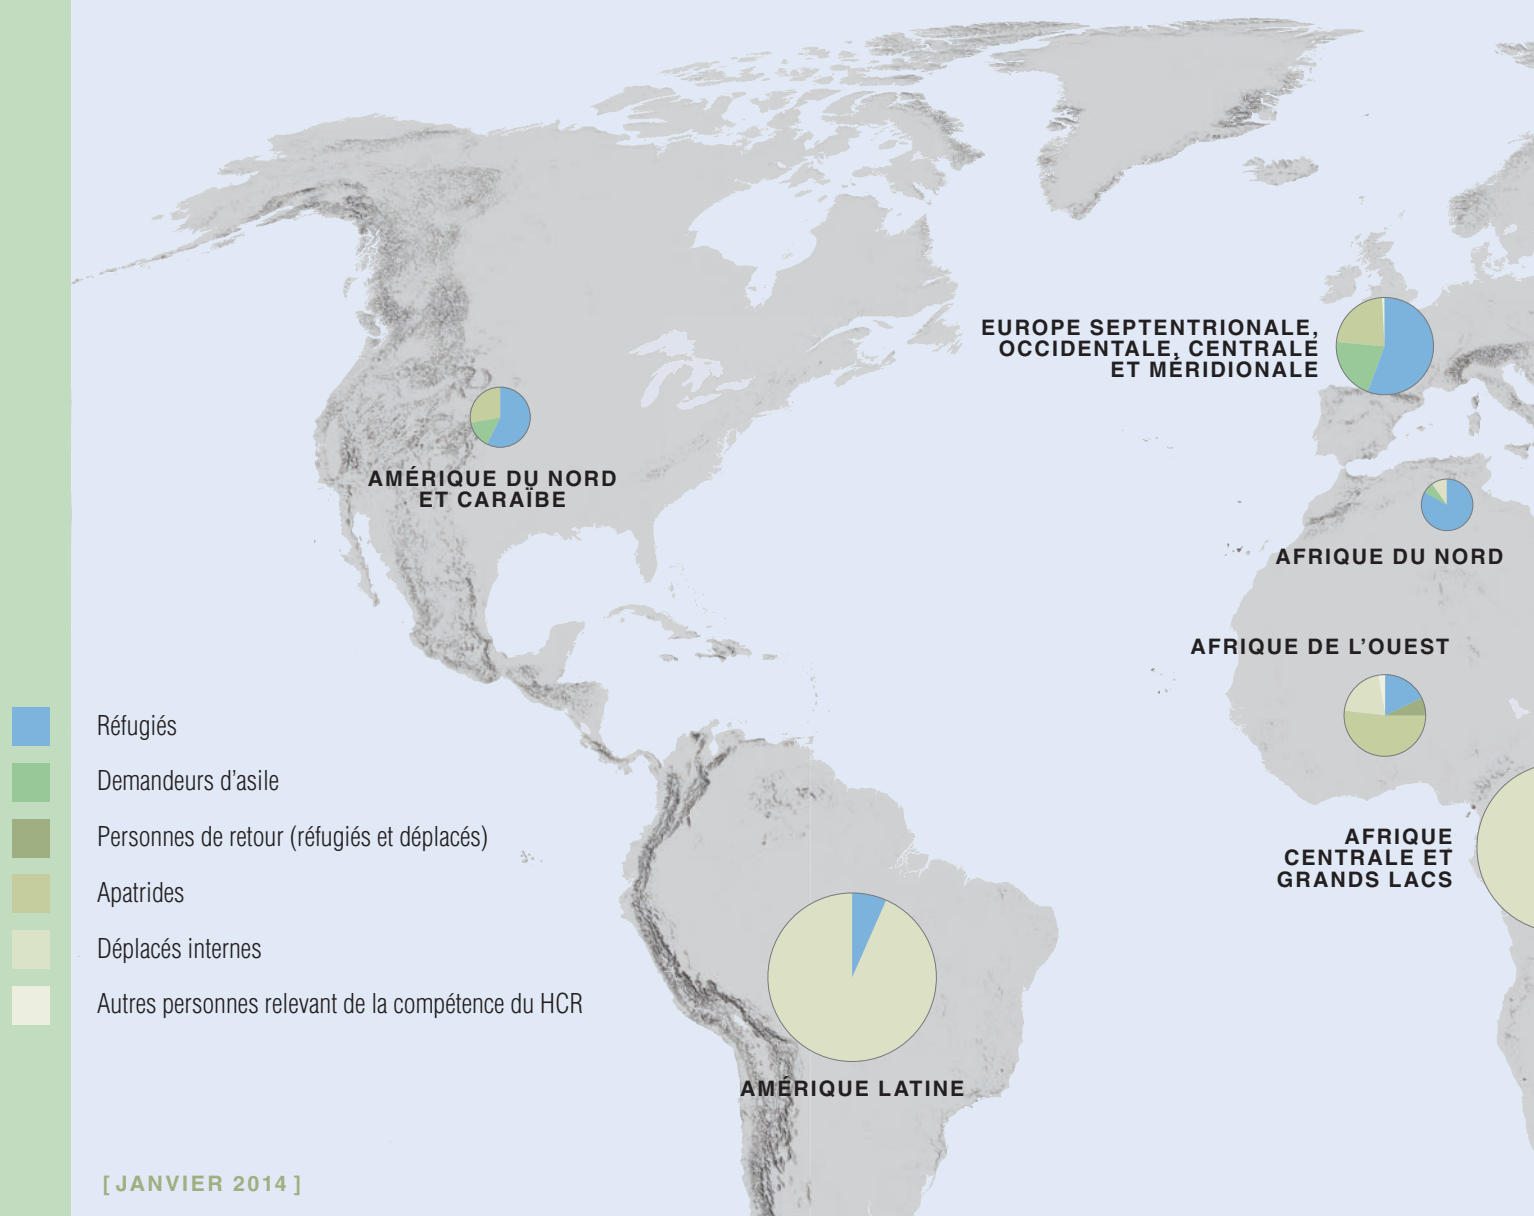 EUROPE SEPTENTRIONALE,
OCCIDENTALE, CENTRALE
ET MÉRIDIONALE
AMÉRIQUE DU NORD
ET CARAÏBE
AFRIQUE DU NORD
AFRIQUE DE L’OUEST
Réfugiés
Demandeurs d’asile
Personnes de retour (réfugiés et déplacés)
Apatrides
Déplacés internes
Autres personnes relevant de la compétence du HCR
AFRIQUE
CENTRALE ET
GRANDS LACS
AMÉRIQUE LATINE
[ JANVIER 2014 ]